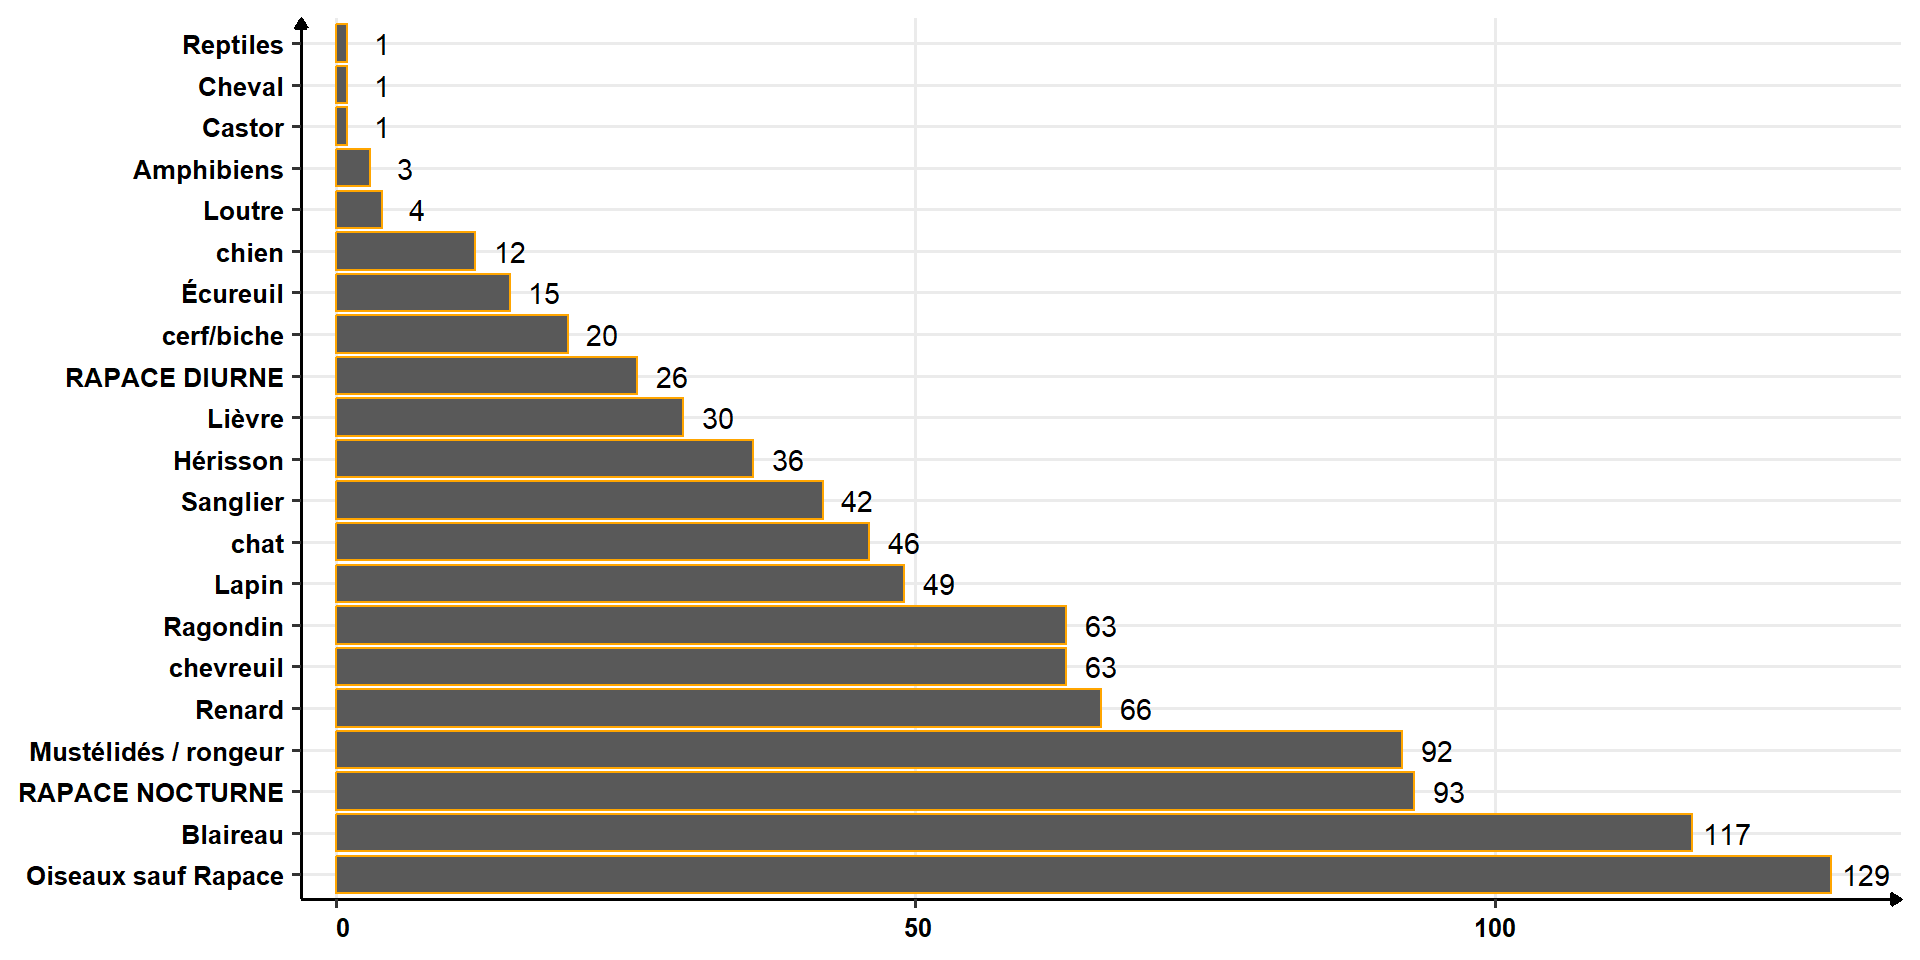 Reptiles 1
Cheval 1
Castor 1
Amphibiens 3
Loutre 4
chien 12
Écureuil 15
cerf/biche 20
RAPACE DIURNE 26
Lièvre 30
Hérisson 36
Sanglier 42
chat 46
Lapin 49
Ragondin 63
chevreuil 63
Renard 66
Mustélidés / rongeur 92
RAPACE NOCTURNE 93
Blaireau 117
Oiseaux sauf Rapace 129
0 50 100